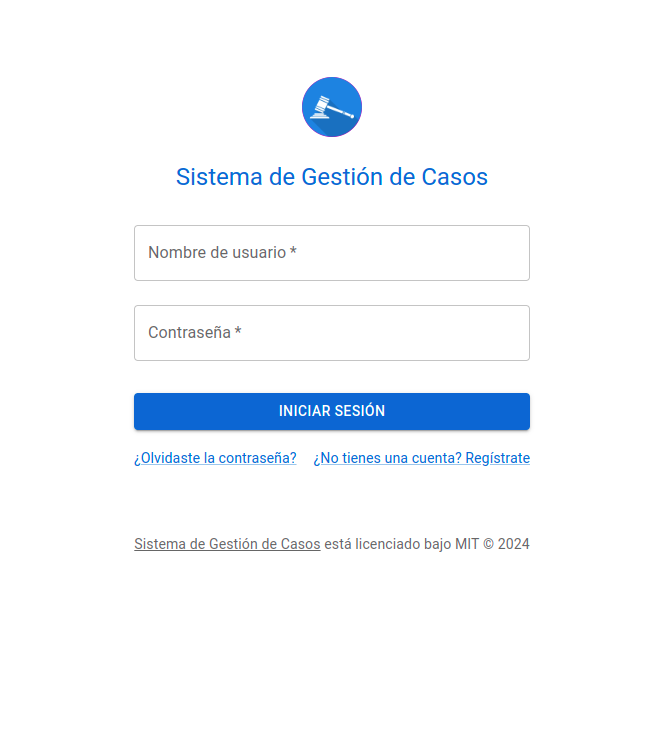 Sistema de Gestión de Casos
Nombre de usuario *
Contraseña *
INICIAR SESIÓN
¿Olvidaste la contraseña? ¿No tienes una cuenta? Regístrate
Sistema de Gestión de Casos está licenciado bajo MIT © 2024